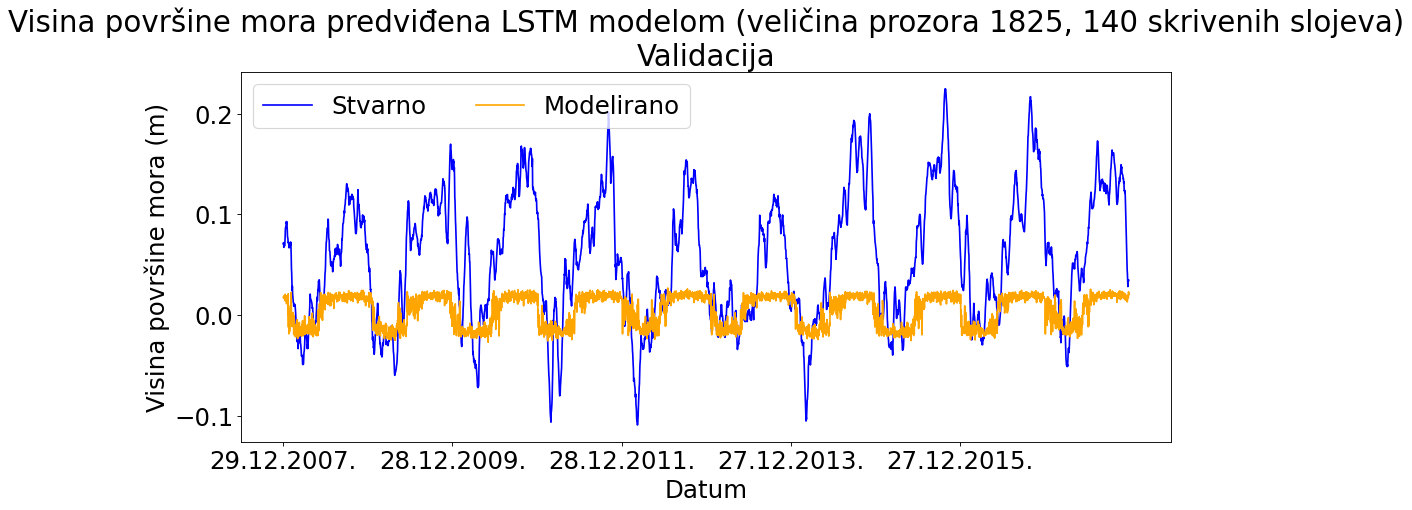 Visina površine mora predviđena LSTM modelom (veličina prozora 1825, 140 skrivenih slojeva)
Validacija
Stvarno Modelirano
Visina površine mora (m)
0.2
0.1
0.0
−0.1
29.12.2007. 28.12.2009. 28.12.2011. 27.12.2013. 27.12.2015.
Datum